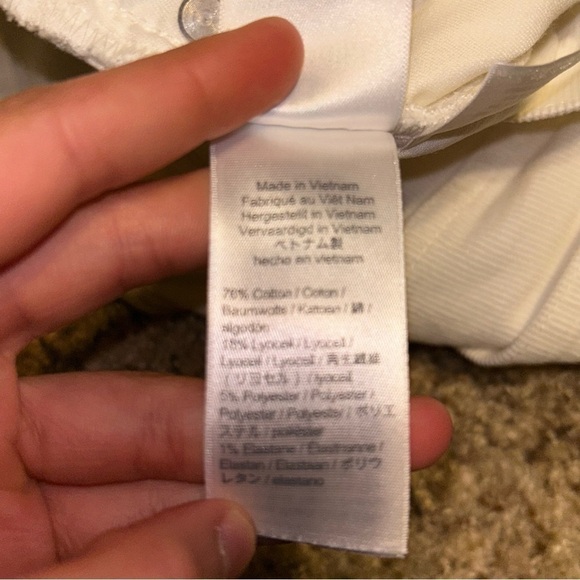 Made in Vietnam
Fabriqué au Viêt Nam
Hergestellt in Vietnam
Vervaardigd in Vietnam
ベトナム製
hecho en vietnam
76% Cotton / Coton /
Baumwolle / Katoen / 綿 /
algodón
18% Lyocell / Lyocell /
Lyocell / Lyocell / 再生繊維
(リヨセル) / lyocell
5% Polyester / Polyester /
Polyester / Polyester / ポリエ
ステル / poliéster
1% Elastane / Élasthanne /
Elastan / Elastaan / ポリウ
レタン / elastano